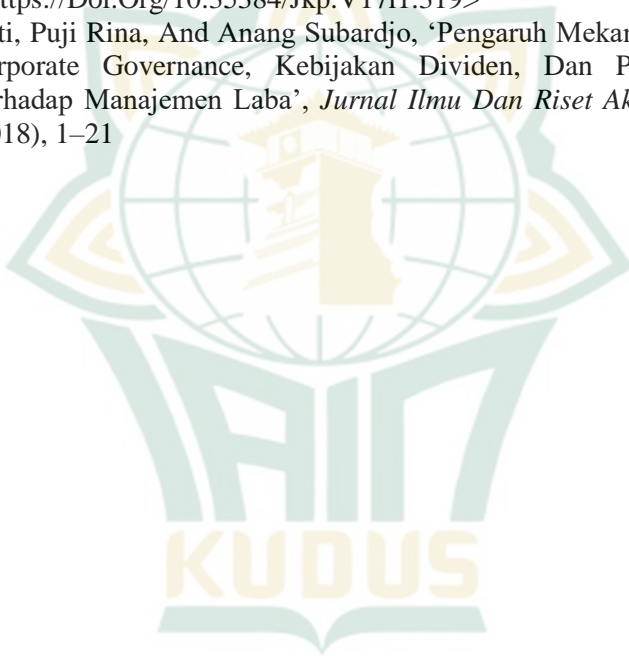 ttps://Doi.Org/10.35384/Jkp.V17i1.319>
ti, Puji Rina, And Anang Subardjo, ‘Pengaruh Mekan
rporate Governance, Kebijakan Dividen, Dan P
rhadap Manajemen Laba’, Jurnal Ilmu Dan Riset Ak
018), 1–21
IAIN
KUDUS